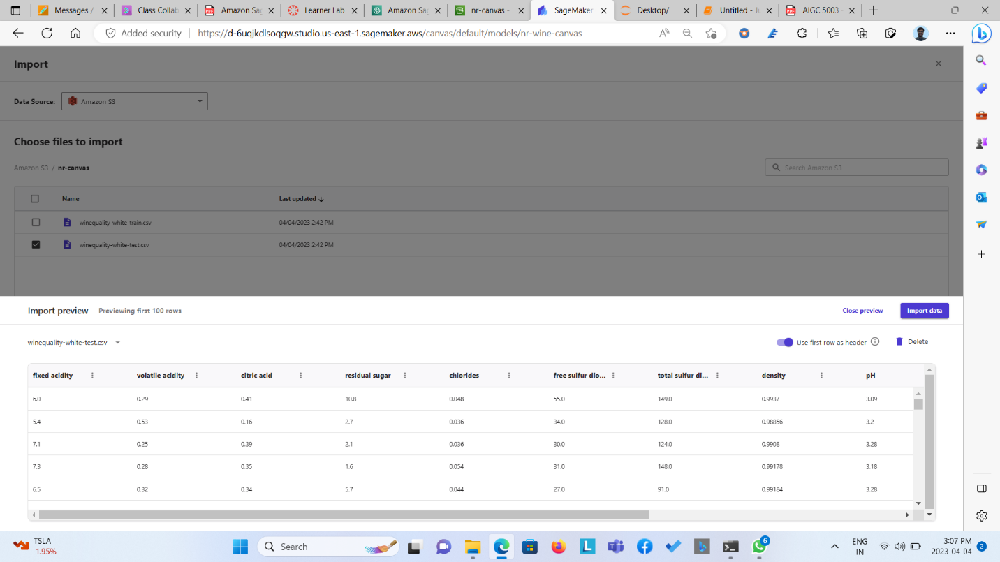 Messages /
Class Collab
Amazon Sag
Learner Lab
Amazon Sag
nr-canvas -
SageMaker
Desktop/
Untitled - Ju
AIGC 5003 -
Added security
https://d-6uqjkdlsoqgw.studio.us-east-1.sagemaker.aws/canvas/default/models/nr-wine-canvas
Import
Data Source:
Amazon S3
Choose files to import
Amazon S3 / nr-canvas
Search Amazon S3
Name Last updated
winequality-white-train.csv 04/04/2023 2:42 PM
winequality-white-test.csv 04/04/2023 2:42 PM
Import preview Previewing first 100 rows
Close preview
Import data
winequality-white-test.csv
Use first row as header
Delete
fixed acidity volatile acidity citric acid residual sugar chlorides free sulfur dio... total sulfur di... density pH
6.0 0.29 0.41 10.8 0.048 55.0 149.0 0.9937 3.09
5.4 0.53 0.16 2.7 0.036 34.0 128.0 0.98856 3.2
7.1 0.25 0.39 2.1 0.036 30.0 124.0 0.9908 3.28
7.3 0.28 0.35 1.6 0.054 31.0 148.0 0.99178 3.18
6.5 0.32 0.34 5.7 0.044 27.0 91.0 0.99184 3.28
TSLA
-1.95%
Search
6
ENG
IN
3:07 PM
2023-04-04
2